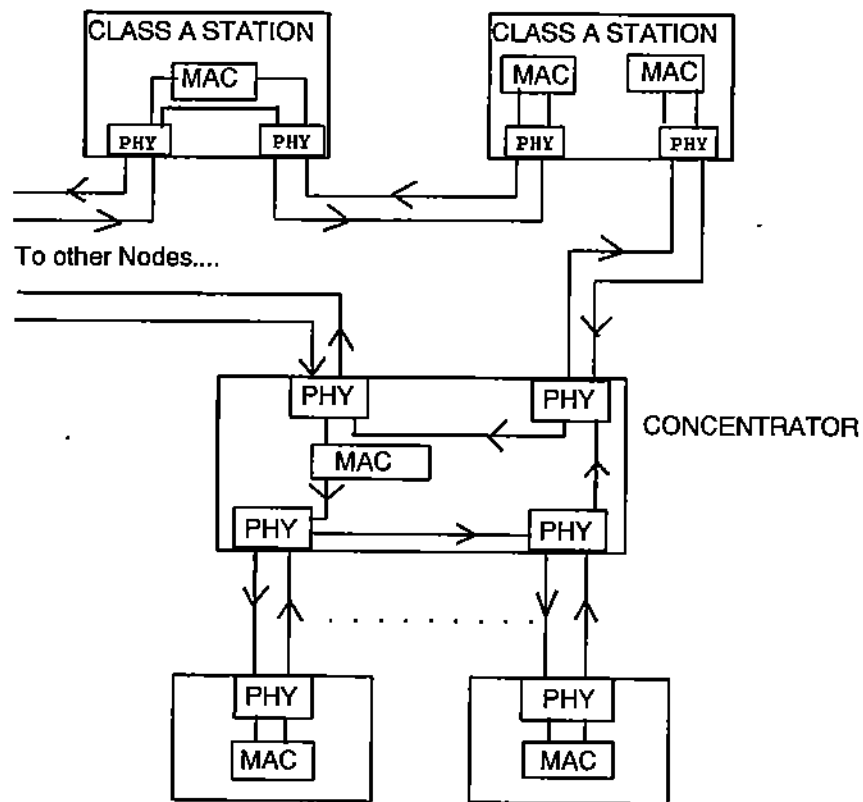 CLASS A STATION
CLASS A STATION
MAC
MAC
MAC
PHY
PHY
PHY
PHY
To other Nodes....
PHY
PHY
CONCENTRATOR
MAC
PHY
PHY
PHY
PHY
MAC
MAC